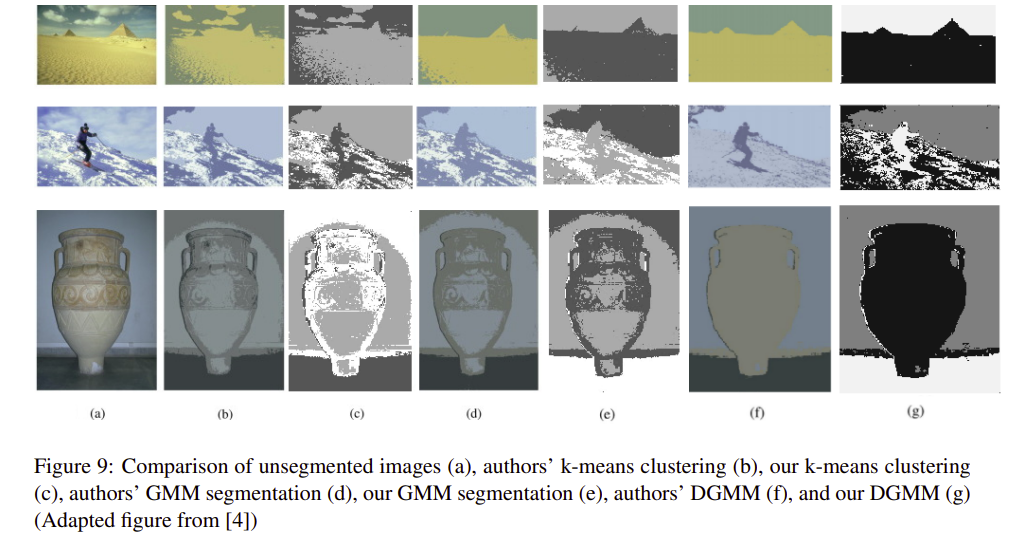 (a) (b) (c) (d) (e) (f) (g)
Figure 9: Comparison of unsegmented images (a), authors' k-means clustering (b), our k-means clustering
(c), authors' GMM segmentation (d), our GMM segmentation (e), authors' DGMM (f), and our DGMM (g)
(Adapted figure from [4])